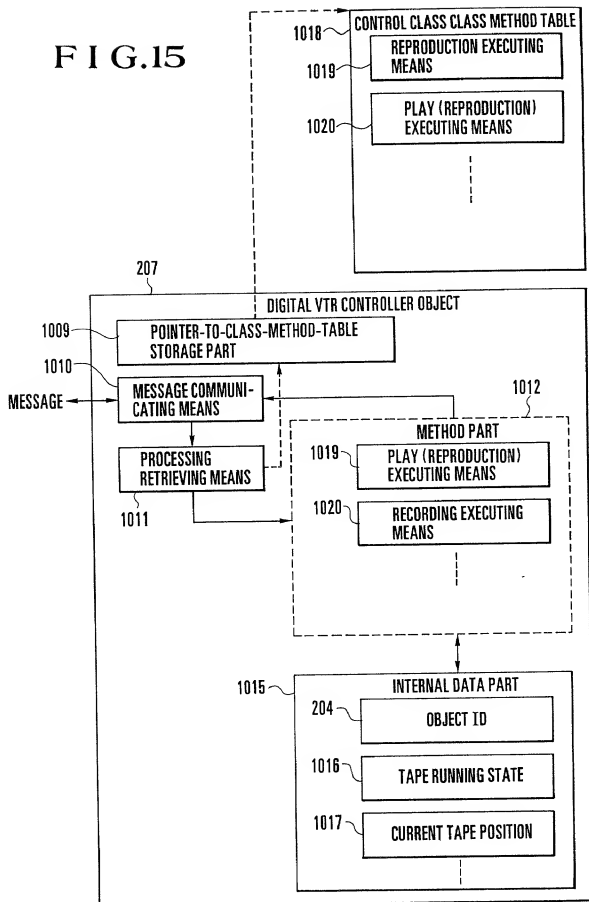 FIG.15
1018
CONTROL CLASS CLASS METHOD TABLE
1019
REPRODUCTION EXECUTING
MEANS
1020
PLAY (REPRODUCTION)
EXECUTING MEANS
207
DIGITAL VTR CONTROLLER OBJECT
1009
POINTER-TO-CLASS-METHOD-TABLE
STORAGE PART
1010
MESSAGE
MESSAGE COMMUNI-
CATING MEANS
1012
METHOD PART
PROCESSING
RETRIEVING MEANS
1011
1019
PLAY (REPRODUCTION)
EXECUTING MEANS
1020
RECORDING EXECUTING
MEANS
1015
INTERNAL DATA PART
204
OBJECT ID
1016
TAPE RUNNING STATE
1017
CURRENT TAPE POSITION